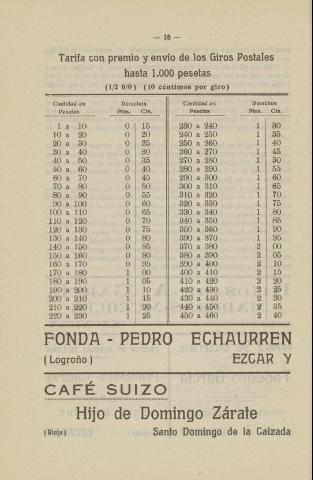 — 18 —
Tarifa con premio y envío de los Giros Postales
hasta 1.000 pesetas
(1/2 0/0) (10 céntimos por giro)
Cantidad en Pesetas Derechos Ptas. Cts. Cantidad en Pesetas Derechos Ptas. Cts.
1 a 10 0 15 230 a 240 1 30
10 a 20 0 20 240 a 250 1 35
20 a 30 0 25 250 a 260 1 40
30 a 40 0 30 260 a 270 1 45
40 a 50 0 35 270 a 280 1 50
50 a 60 0 40 280 a 290 1 55
60 a 70 0 45 290 a 300 1 60
70 a 80 0 50 300 a 310 1 65
80 a 90 0 55 310 a 320 1 70
90 a 100 0 60 320 a 330 1 75
100 a 110 0 65 330 a 340 1 80
110 a 120 0 70 340 a 350 1 85
120 a 130 0 75 350 a 360 1 90
130 a 140 0 80 360 a 370 1 95
140 a 150 0 85 370 a 380 2 00
150 a 160 0 90 380 a 390 2 05
160 a 170 0 95 390 a 400 2 10
170 a 180 1 00 400 a 410 2 15
180 a 190 1 05 410 a 420 2 20
190 a 200 1 10 420 a 430 2 25
200 a 210 1 15 430 a 440 2 30
210 a 220 1 20 440 a 450 2 35
220 a 230 1 25 450 a 460 2 40
FONDA - PEDRO ECHAURREN
(Logroño) EZCAR Y
CAFÉ SUIZO
Hijo de Domingo Zárate
(Rioja) Santo Domingo de la Calzada